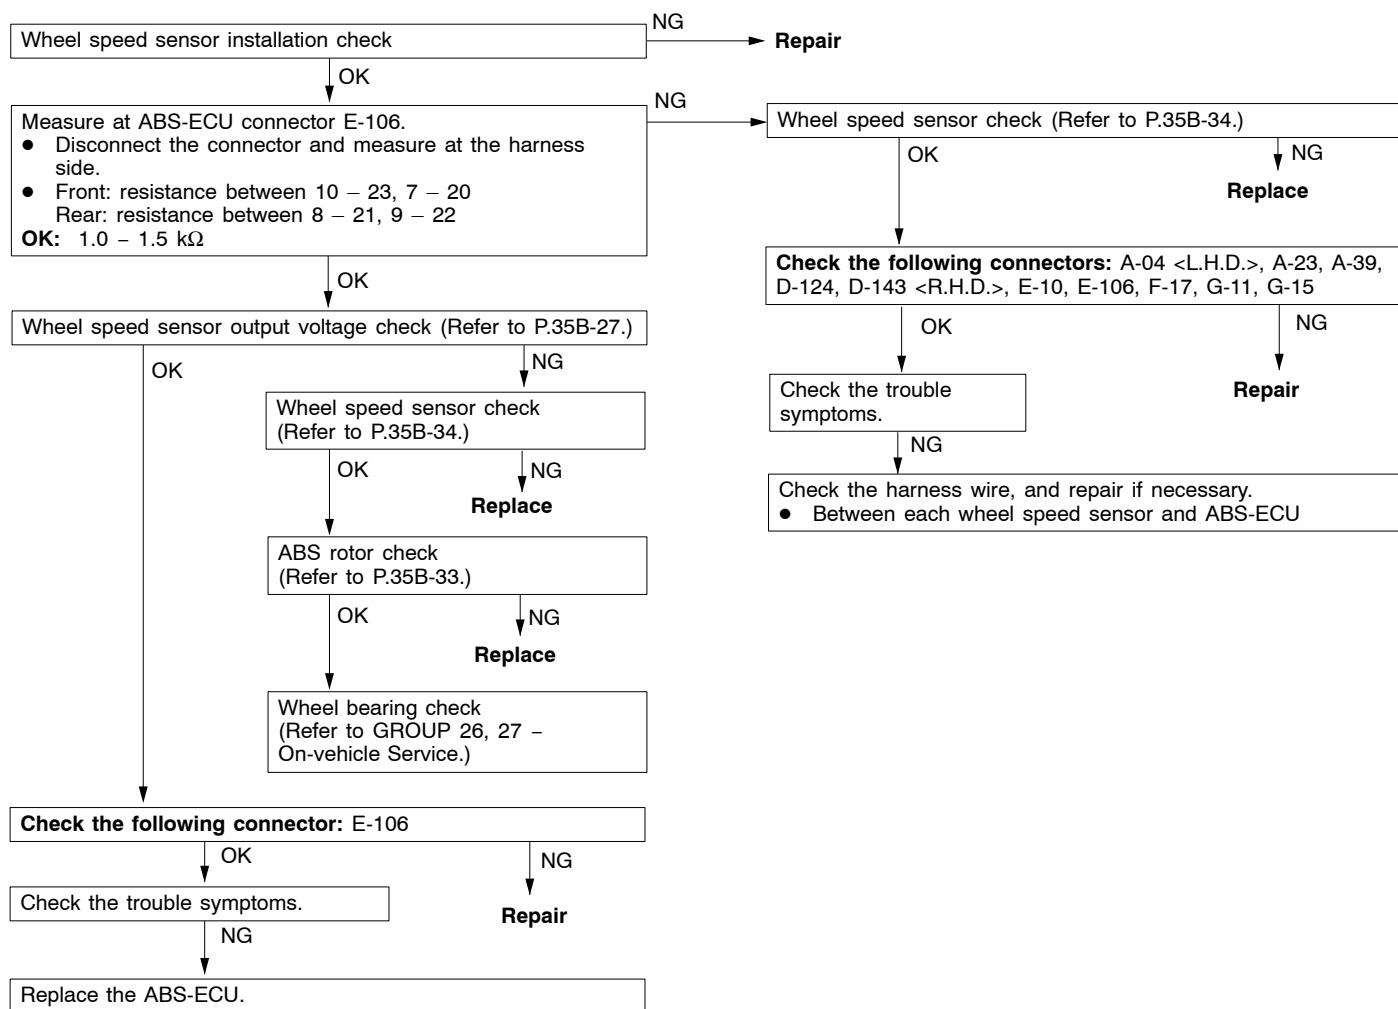 Wheel speed sensor installation check
NG
Repair
OK
Measure at ABS-ECU connector E-106.
● Disconnect the connector and measure at the harness
side.
● Front: resistance between 10 – 23, 7 – 20
Rear: resistance between 8 – 21, 9 – 22
OK: 1.0 – 1.5 kΩ
NG
OK
Wheel speed sensor output voltage check (Refer to P.35B-27.)
OK
NG
Wheel speed sensor check
(Refer to P.35B-34.)
OK
NG
Replace
ABS rotor check
(Refer to P.35B-33.)
OK
NG
Replace
Wheel bearing check
(Refer to GROUP 26, 27 –
On-vehicle Service.)
Check the following connector: E-106
OK
NG
Repair
Check the trouble symptoms.
NG
Replace the ABS-ECU.
Wheel speed sensor check (Refer to P.35B-34.)
OK
NG
Replace
Check the following connectors: A-04 <L.H.D.>, A-23, A-39,
D-124, D-143 <R.H.D.>, E-10, E-106, F-17, G-11, G-15
OK
NG
Repair
Check the trouble
symptoms.
NG
Check the harness wire, and repair if necessary.
● Between each wheel speed sensor and ABS-ECU